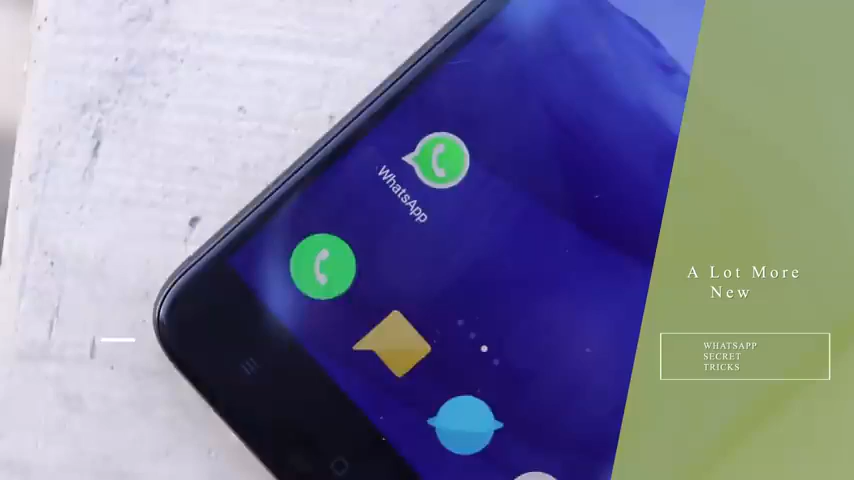 WhatsApp
A Lot More
New
WHATSAPP
SECRET
TRICKS